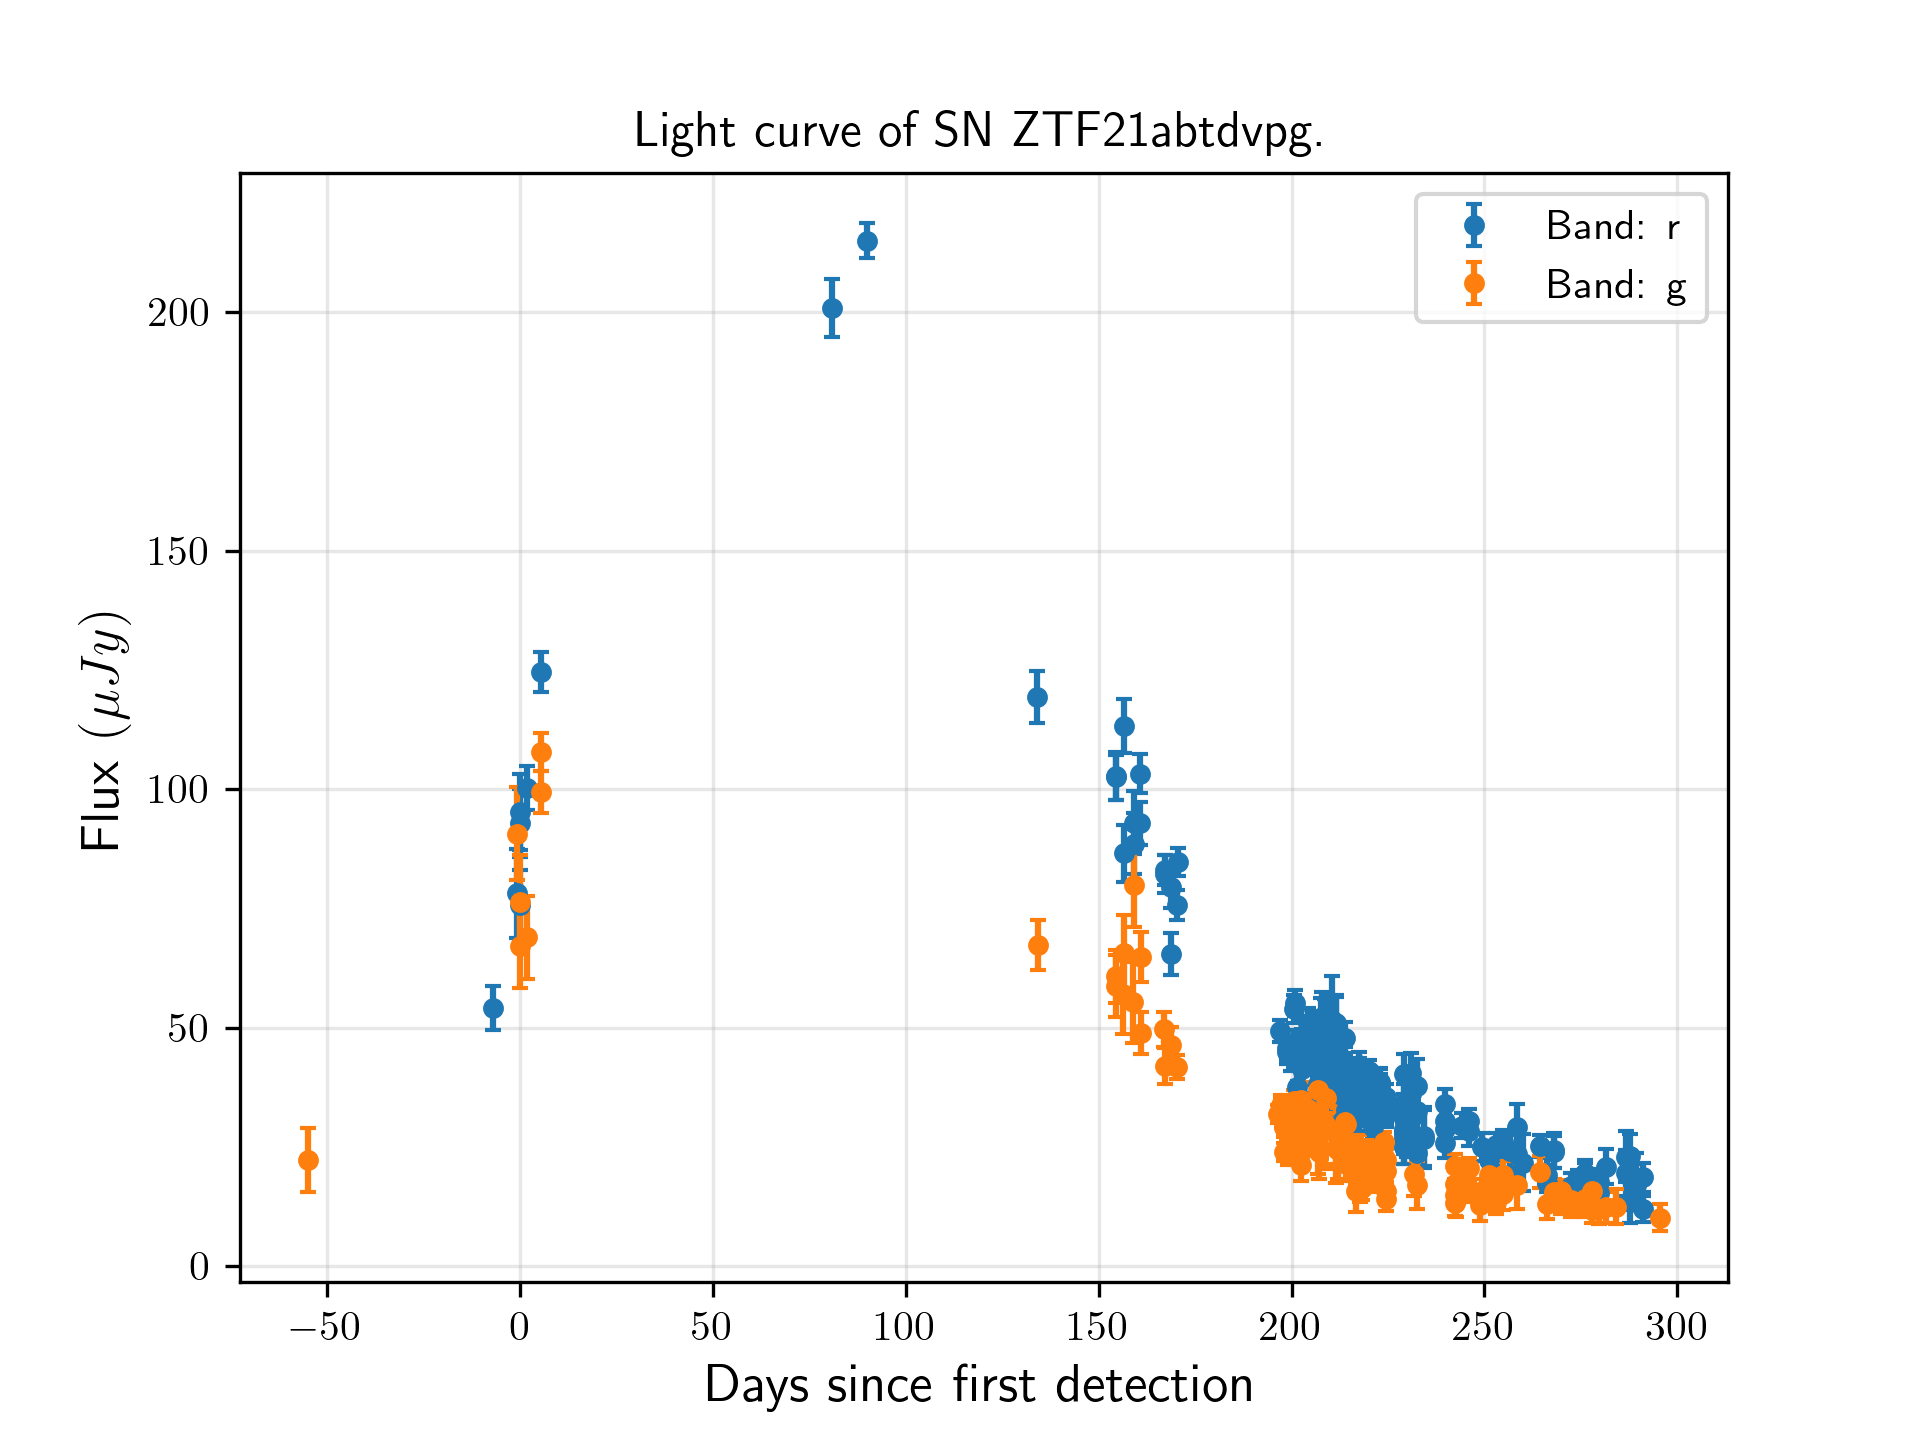 Light curve of SN ZTF21abtdvpg.
Band: r
Band: g
Flux (μJy)
200
150
100
50
0
−50 0 50 100 150 200 250 300
Days since first detection